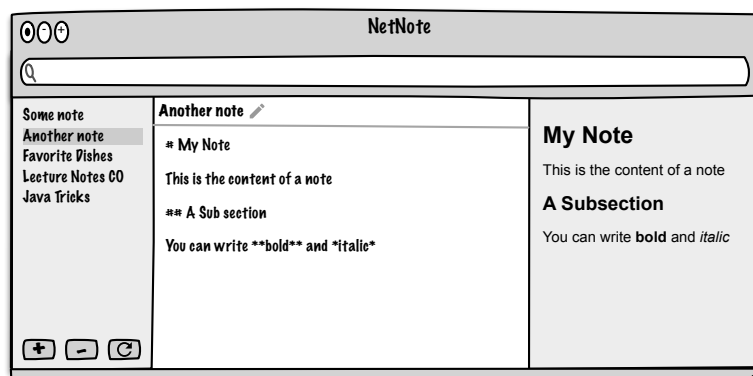 NetNote
Some note
Another note
Favorite Dishes
Lecture Notes CO
Java Tricks
Another note
# My Note
This is the content of a note
## A Sub section
You can write **bold** and *italic*
My Note
This is the content of a note
A Subsection
You can write bold and italic